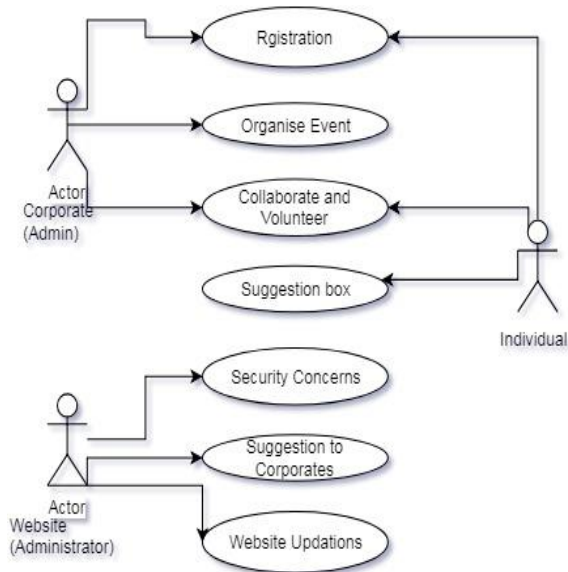 Rgistration
Organise Event
Actor
Corporate
(Admin)
Collaborate and
Volunteer
Suggestion box
Individual
Security Concerns
Suggestion to
Corporates
Actor
Website
(Administrator)
Website Updations